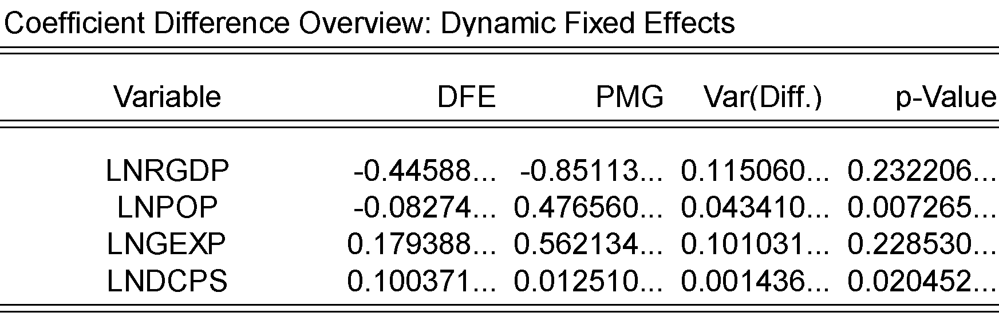 Coefficient Difference Overview: Dynamic Fixed Effects
Variable DFE PMG Var(Diff.) p-Value
LNRGDP -0.44588... -0.85113... 0.115060... 0.232206...
LNPOP -0.08274... 0.476560... 0.043410... 0.007265...
LNGEXP 0.179388... 0.562134... 0.101031... 0.228530...
LNDCPS 0.100371... 0.012510... 0.001436... 0.020452...